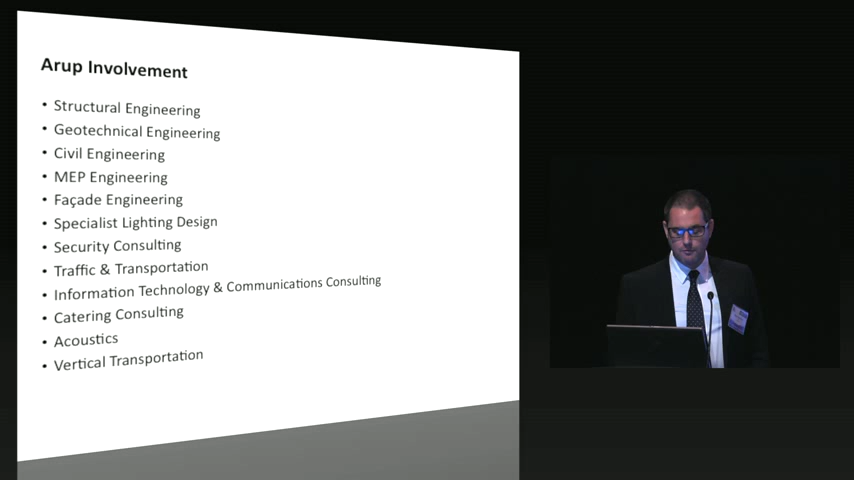 Arup Involvement
• Structural Engineering
• Geotechnical Engineering
• Civil Engineering
• MEP Engineering
• Façade Engineering
• Specialist Lighting Design
• Security Consulting
• Traffic & Transportation
• Information Technology & Communications Consulting
• Catering Consulting
• Acoustics
• Vertical Transportation